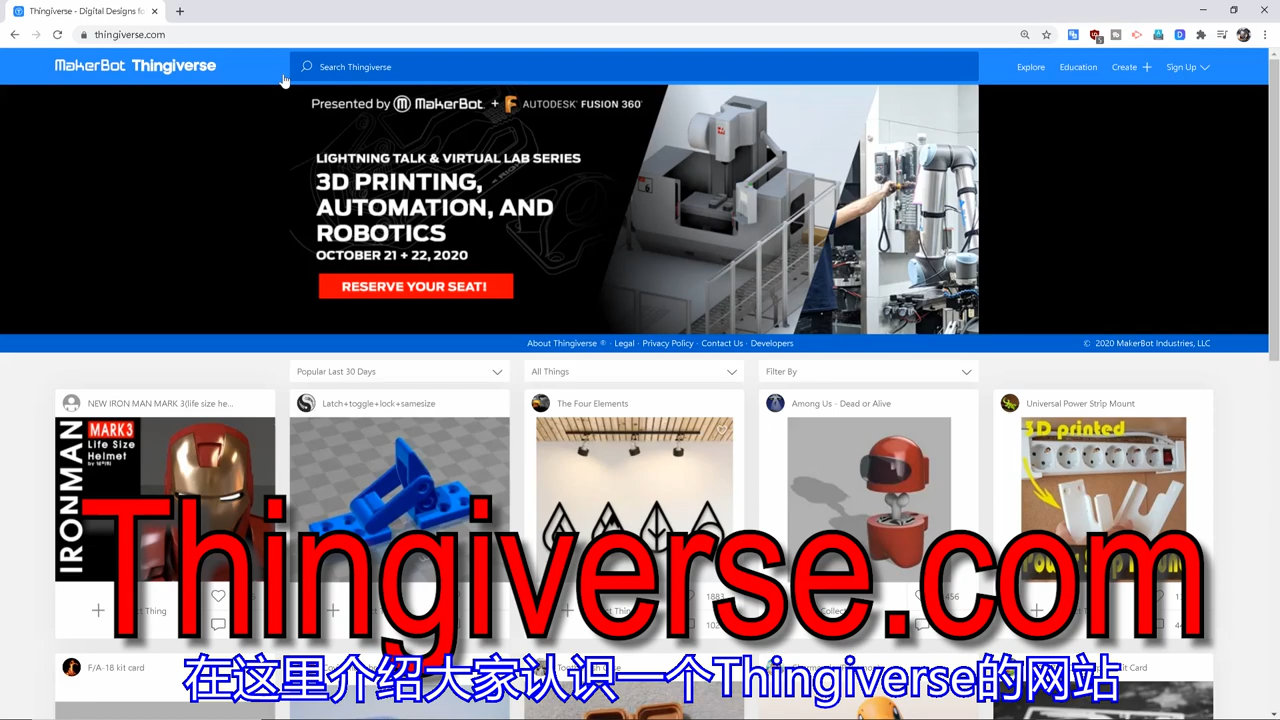 Thingiverse - Digital Designs fo
thingiverse.com
MakerBot Thingiverse
Search Thingiverse
Explore
Education
Create
Sign Up
Presented by MakerBot + AUTODESK FUSION 360
LIGHTNING TALK & VIRTUAL LAB SERIES
3D PRINTING,
AUTOMATION, AND
ROBOTICS
OCTOBER 21 + 22, 2020
RESERVE YOUR SEAT!
About Thingiverse ® · Legal · Privacy Policy · Contact Us · Developers
© 2020 MakerBot Industries, LLC
Popular Last 30 Days
All Things
Filter By
NEW IRON MAN MARK 3(life size he...
Latch+toggle+lock+samesize
The Four Elements
Among Us - Dead or Alive
Universal Power Strip Mount
IRONMAN
MARK3
Life Size
Helmet
3D printed
Thingiverse.com
Thing
1883
456
F/A-18 kit card
Kit Card
在这里介绍大家认识一个Thingiverse的网站